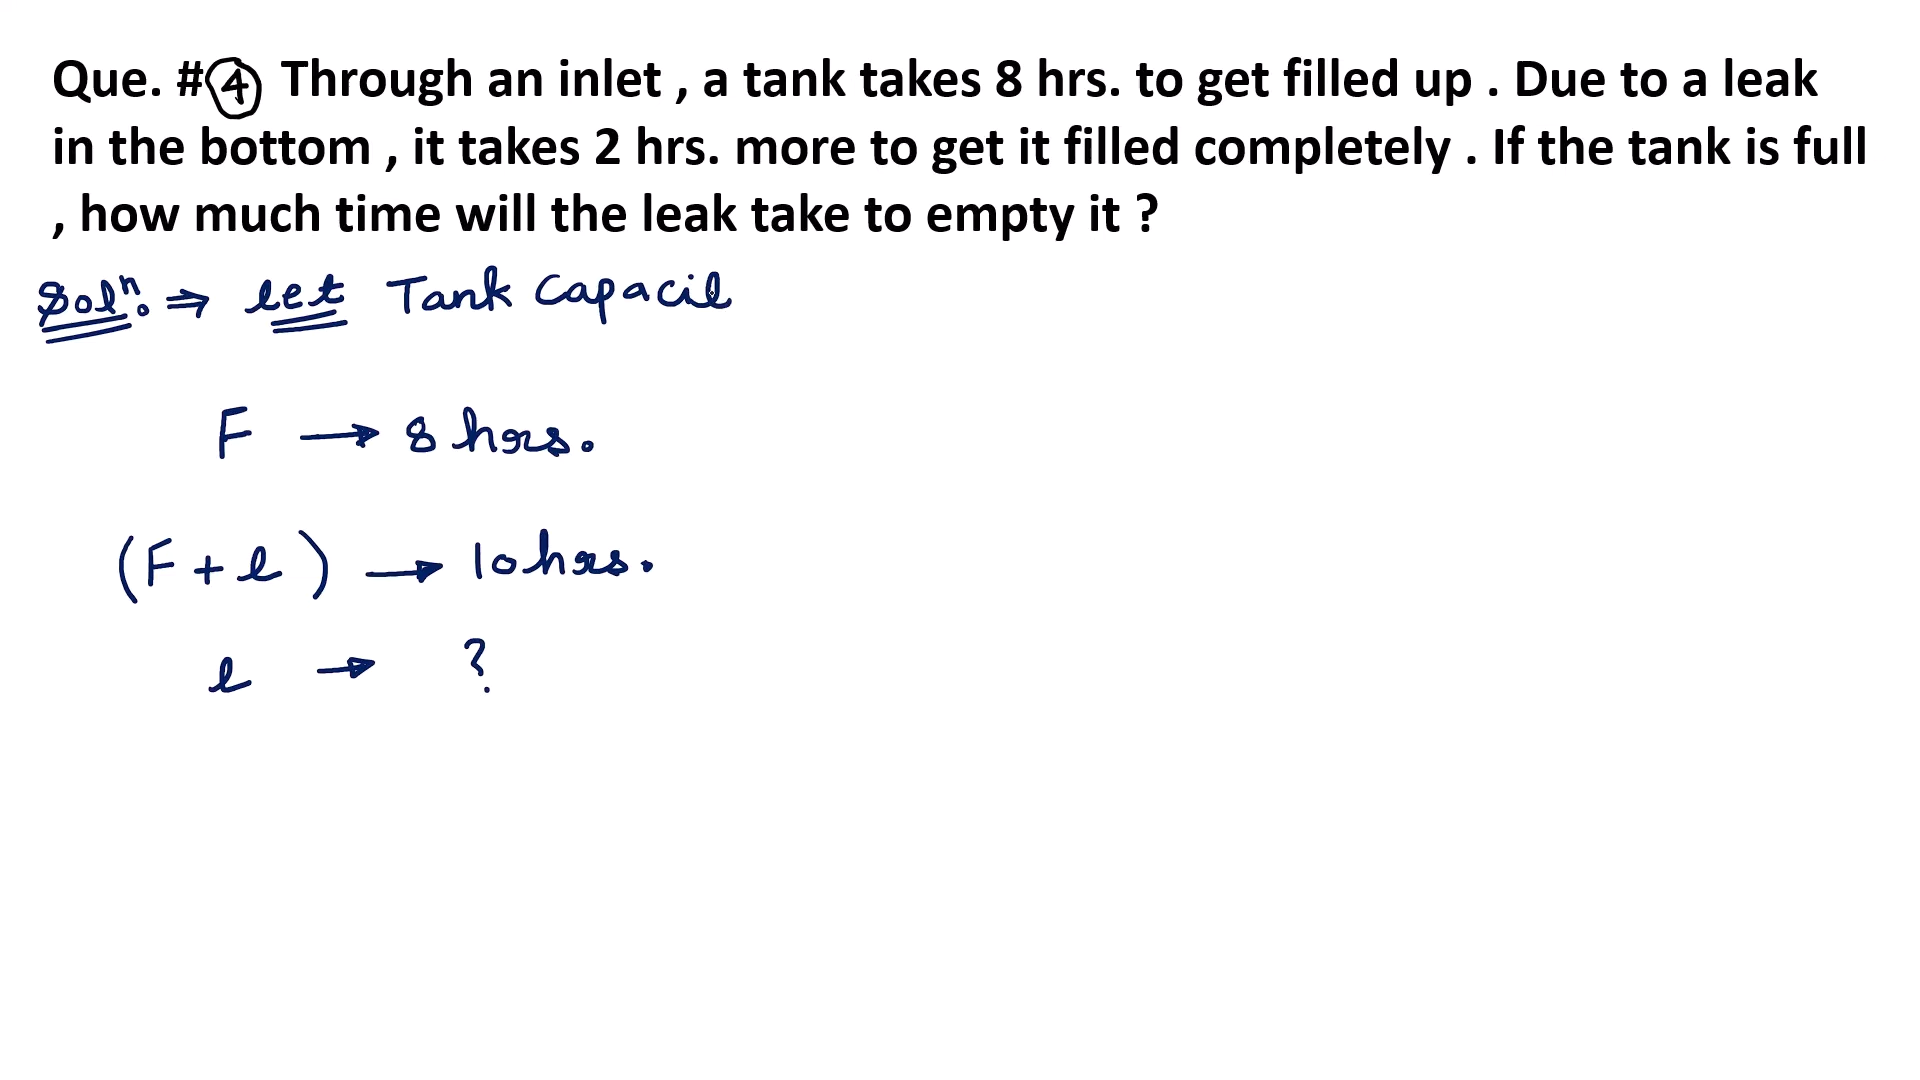 Que. #④ Through an inlet , a tank takes 8 hrs. to get filled up . Due to a leak
in the bottom , it takes 2 hrs. more to get it filled completely . If the tank is full
, how much time will the leak take to empty it ?
Solⁿ. ⇒ let Tank Capacit
F → 8 hrs.
(F + l) → 10 hrs.
l → ?